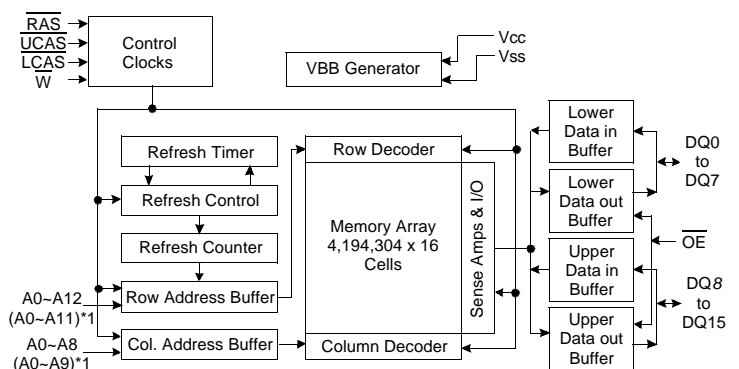 RAS
UCAS
LCAS
W
Control
Clocks
VBB Generator
Vcc
Vss
Refresh Timer
Refresh Control
Refresh Counter
Row Address Buffer
Col. Address Buffer
A0~A12
(A0~A11)*1
A0~A8
(A0~A9)*1
Row Decoder
Memory Array
4,194,304 x 16
Cells
Column Decoder
Sense Amps & I/O
Lower
Data in
Buffer
Lower
Data out
Buffer
Upper
Data in
Buffer
Upper
Data out
Buffer
DQ0
to
DQ7
OE
DQ8
to
DQ15